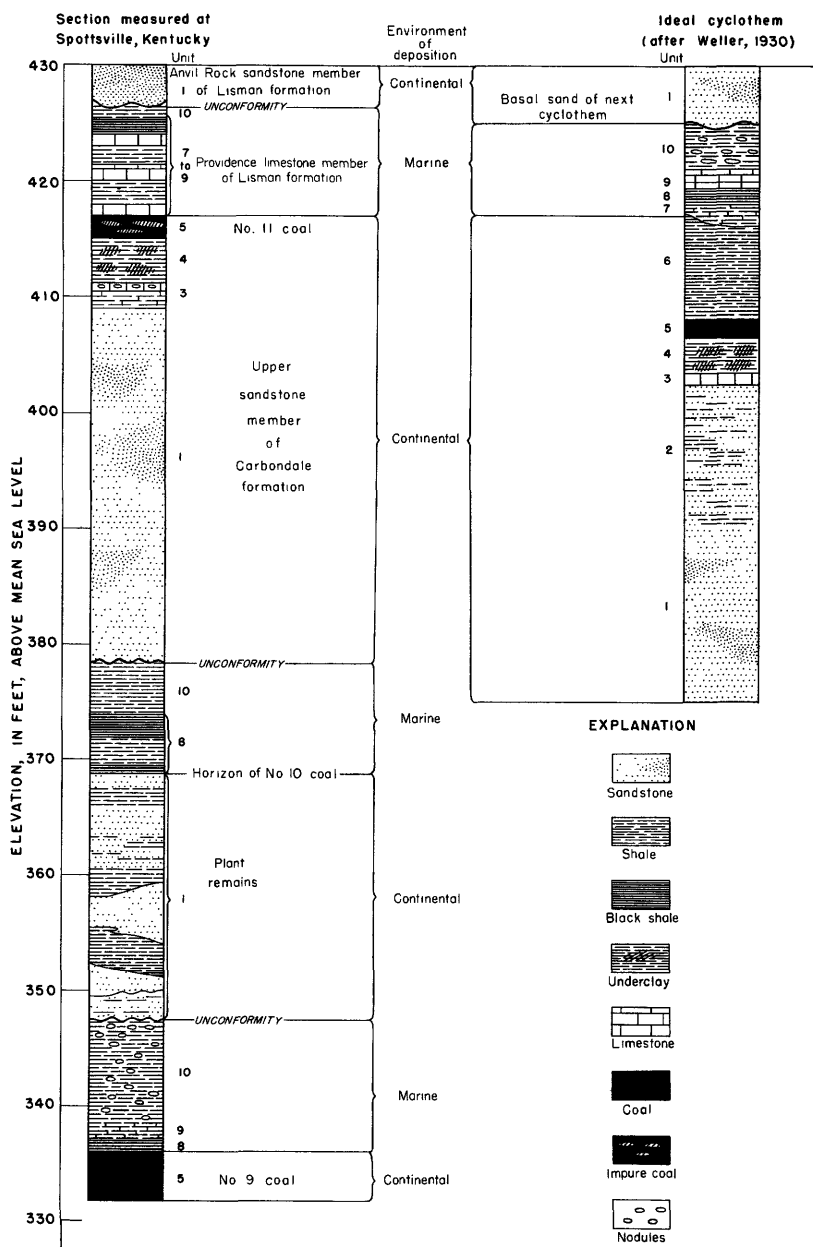 Section measured at
Spottsville, Kentucky
Unit
Environment
of
deposition
Ideal cyclothem
(after Weller, 1930)
Unit
ELEVATION, IN FEET, ABOVE MEAN SEA LEVEL
430
420
410
400
390
380
370
360
350
340
330
Anvil Rock sandstone member
1 of Lisman formation
UNCONFORMITY
10
7
to
9
Providence limestone member
of Lisman formation
5 No. 11 coal
4
3
Upper
sandstone
member
of
Carbondale
formation
1
UNCONFORMITY
10
8
Horizon of No 10 coal
Plant
remains
1
UNCONFORMITY
10
9
8
5 No 9 coal
Continental
Marine
Continental
Marine
Continental
Marine
Continental
Basal sand of next
cyclothem
1
10
9
8
7
6
5
4
3
2
1
EXPLANATION
Sandstone
Shale
Black shale
Underclay
Limestone
Coal
Impure coal
Nodules